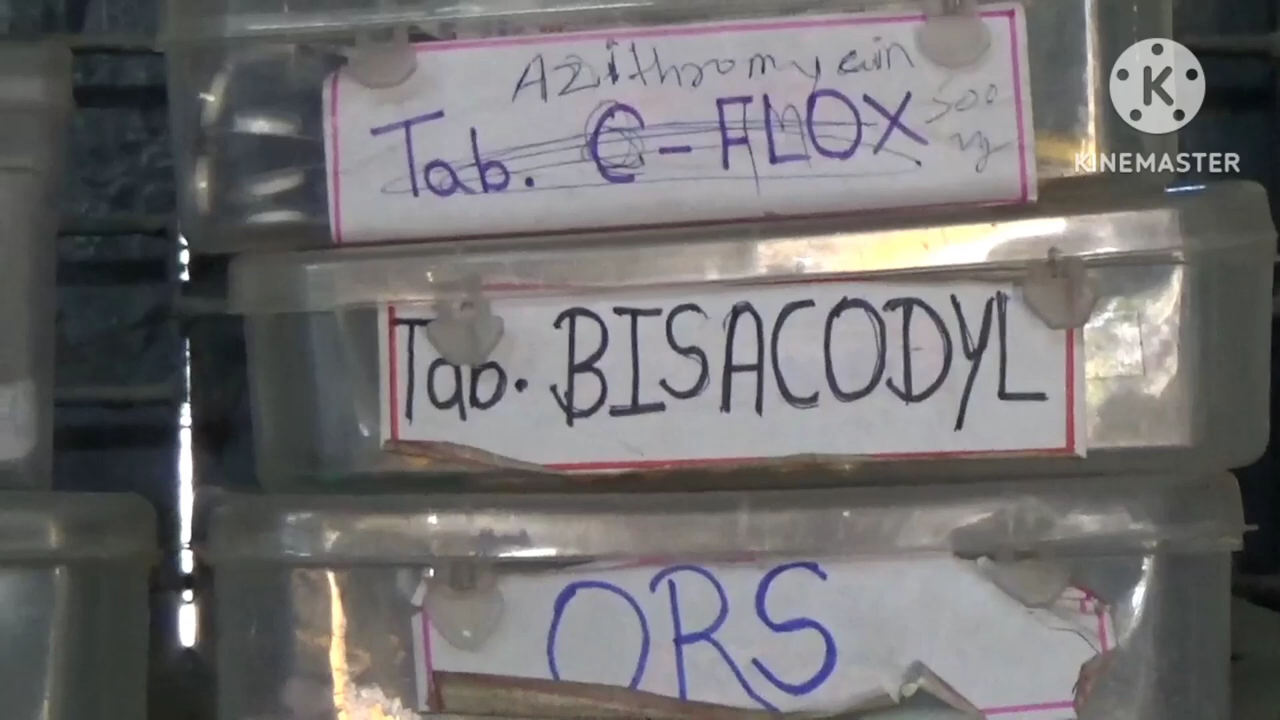 Azithromycin
Tab. C-FLOX
500
mg
K
KINEMASTER
Tab. BISACODYL
ORS